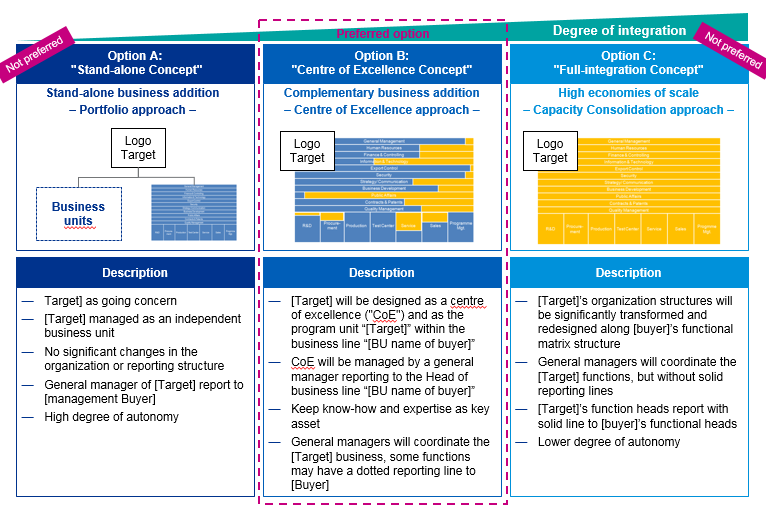 Preferred option
Degree of integration
Not preferred
Not preferred
Option A:
"Stand-alone Concept"
Stand-alone business addition
– Portfolio approach –
Logo
Target
Business
units
Option B:
"Centre of Excellence Concept"
Complementary business addition
– Centre of Excellence approach –
Logo
Target
General Management
Human Resources
Finance & Controlling
Information & Technology
Export Control
Security
Strategy/Communication
Business Development
Public Affairs
Contracts & Patents
Quality Management
R&D
Procure-
ment
Production
Test Center
Service
Sales
Programme
Mgt.
Option C:
"Full-integration Concept"
High economies of scale
– Capacity Consolidation approach –
Logo
Target
General Management
Human Resources
Finance & Controlling
Information & Technology
Export Control
Security
Strategy/Communication
Business Development
Public Affairs
Contracts & Patents
Quality Management
R&D
Procure-
ment
Production
Test Center
Service
Sales
Programme
Mgt.
Description
— Target] as going concern
— [Target] managed as an independent
business unit
— No significant changes in the
organization or reporting structure
— General manager of [Target] report to
[management Buyer]
— High degree of autonomy
Description
— [Target] will be designed as a centre
of excellence ("CoE") and as the
program unit “[Target]” within the
business line “[BU name of buyer]”
— CoE will be managed by a general
manager reporting to the Head of
business line “[BU name of buyer]”
— Keep know-how and expertise as key
asset
— General managers will coordinate the
[Target] business, some functions
may have a dotted reporting line to
[Buyer]
Description
— [Target]’s organization structures will
be significantly transformed and
redesigned along [buyer]’s functional
matrix structure
— General managers will coordinate the
[Target] functions, but without solid
reporting lines
— [Target]’s function heads report with
solid line to [buyer]’s functional heads
— Lower degree of autonomy